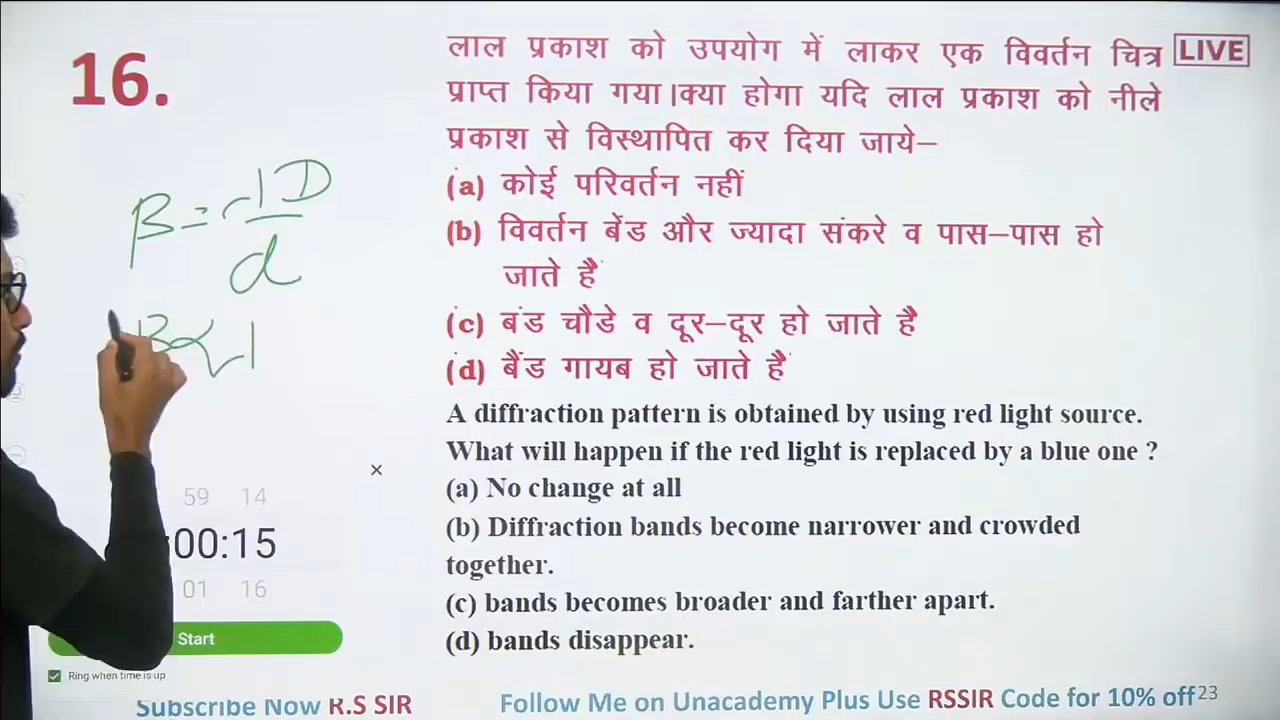 16.
लाल प्रकाश को उपयोग में लाकर एक विवर्तन चित्र
LIVE
प्राप्त किया गया।क्या होगा यदि लाल प्रकाश को नीले
प्रकाश से विस्थापित कर दिया जाये–
(a) कोई परिवर्तन नहीं
(b) विवर्तन बेंड और ज्यादा संकरे व पास–पास हो
जाते हैं
(c) बंड चौडे व दूर–दूर हो जाते है
(d) बैंड गायब हो जाते है
β = λD
d
β ∝ λ
A diffraction pattern is obtained by using red light source.
What will happen if the red light is replaced by a blue one ?
(a) No change at all
(b) Diffraction bands become narrower and crowded
together.
(c) bands becomes broader and farther apart.
(d) bands disappear.
×
59 14
:00:15
01 16
Start
Ring when time is up
Subscribe Now R.S SIR
Follow Me on Unacademy Plus Use RSSIR Code for 10% off
23